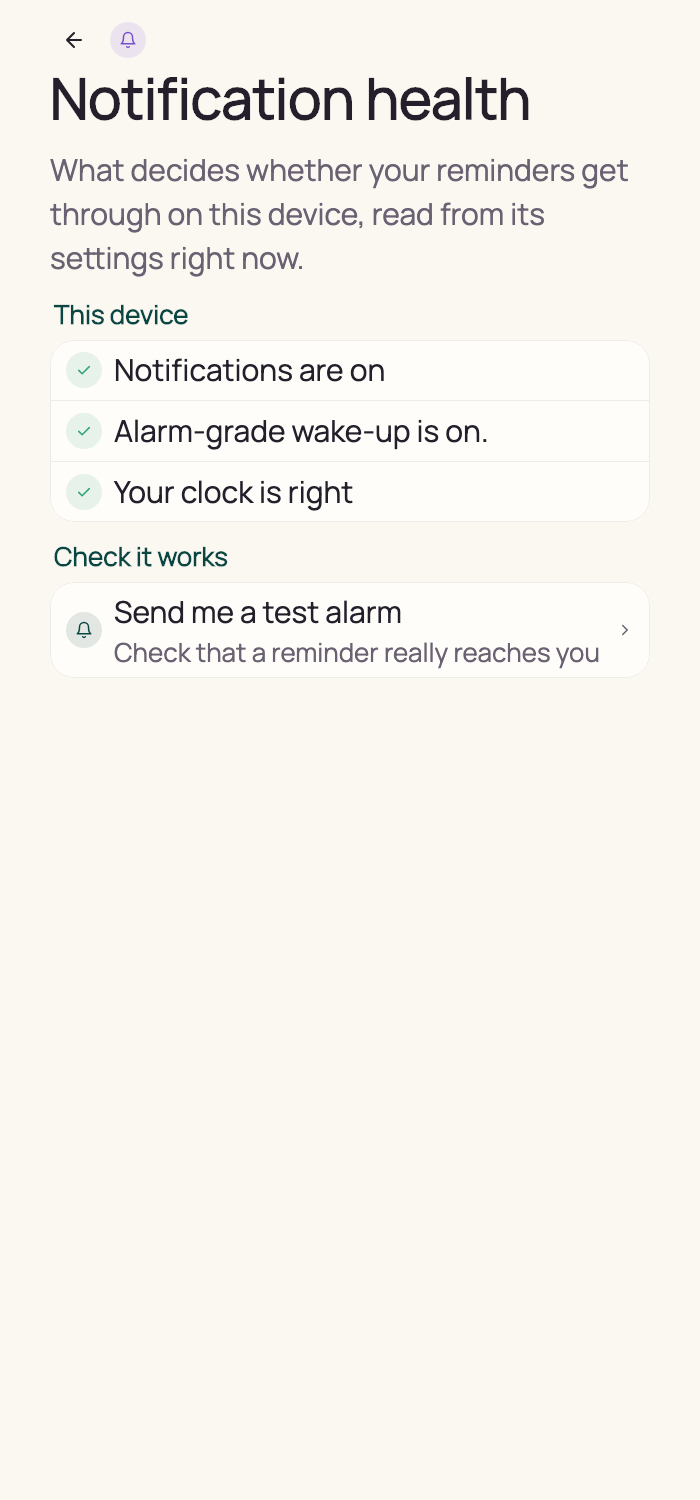 Notification health
What decides whether your reminders get
through on this device, read from its
settings right now.
This device
Notifications are on
Alarm-grade wake-up is on.
Your clock is right
Check it works
Send me a test alarm
Check that a reminder really reaches you